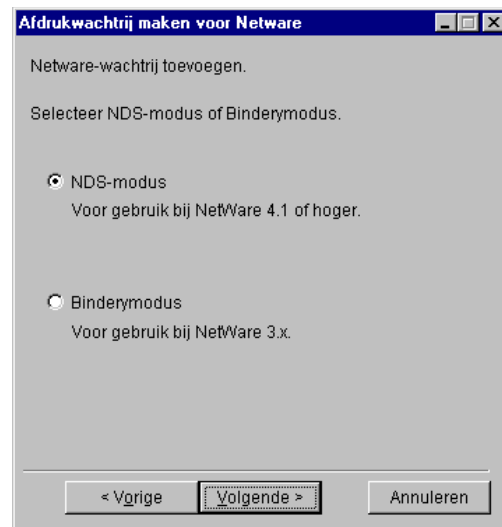 Afdrukwachtrij maken voor Netware
Netware-wachtrij toevoegen.
Selecteer NDS-modus of Binderymodus.
NDS-modus
Voor gebruik bij NetWare 4.1 of hoger.
Binderymodus
Voor gebruik bij NetWare 3.x.
< Vorige Volgende > Annuleren